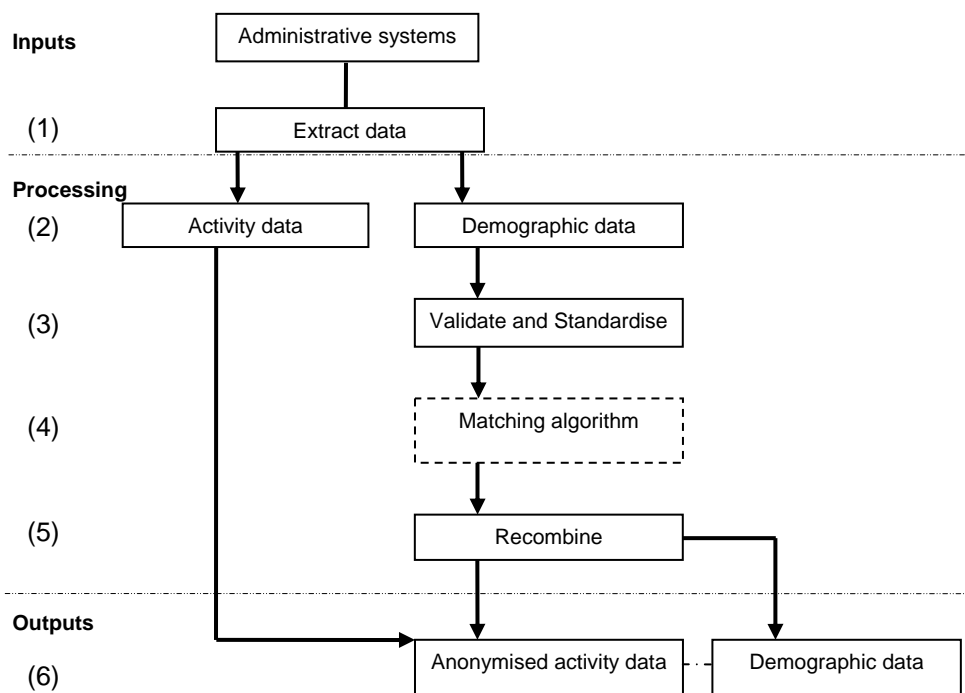 Administrative systems
Inputs
(1)
Extract data
Processing
(2)
Activity data
Demographic data
(3)
Validate and Standardise
(4)
Matching algorithm
(5)
Recombine
Outputs
(6)
Anonymised activity data
Demographic data